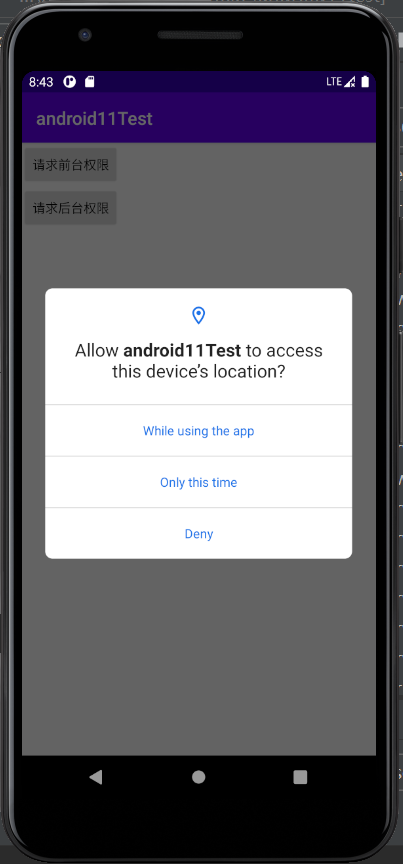 8:43
LTE
android11Test
请求前台权限
请求后台权限
Allow android11Test to access
this device's location?
While using the app
Only this time
Deny